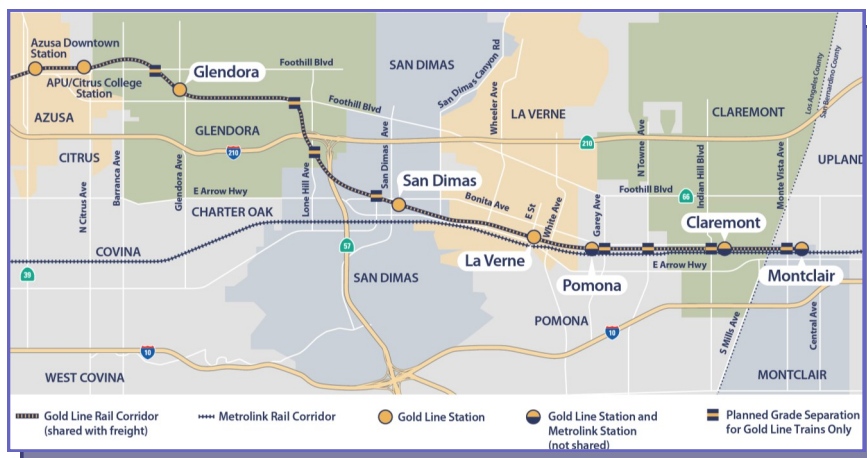 Azusa Downtown
Station
APU/Citrus College
Station
Glendora
Foothill Blvd
Foothill Blvd
SAN DIMAS
San Dimas Canyon Rd
Wheeler Ave
LA VERNE
CLAREMONT
Los Angeles County
San Bernardino County
AZUSA
GLENDORA
210
210
CITRUS
UPLAND
N Citrus Ave
Barranca Ave
Glendora Ave
E Arrow Hwy
Lone Hill Ave
San Dimas Ave
San Dimas
Bonita Ave
E St
White Ave
Garey Ave
N Towne Ave
Foothill Blvd
66
Indian Hill Blvd
Monte Vista Ave
CHARTER OAK
COVINA
39
57
SAN DIMAS
La Verne
Pomona
Claremont
Montclair
E Arrow Hwy
POMONA
10
10
S Mills Ave
Central Ave
WEST COVINA
MONTCLAIR
Gold Line Rail Corridor
(shared with freight)
Metrolink Rail Corridor
Gold Line Station
Gold Line Station and
Metrolink Station
(not shared)
Planned Grade Separation
for Gold Line Trains Only